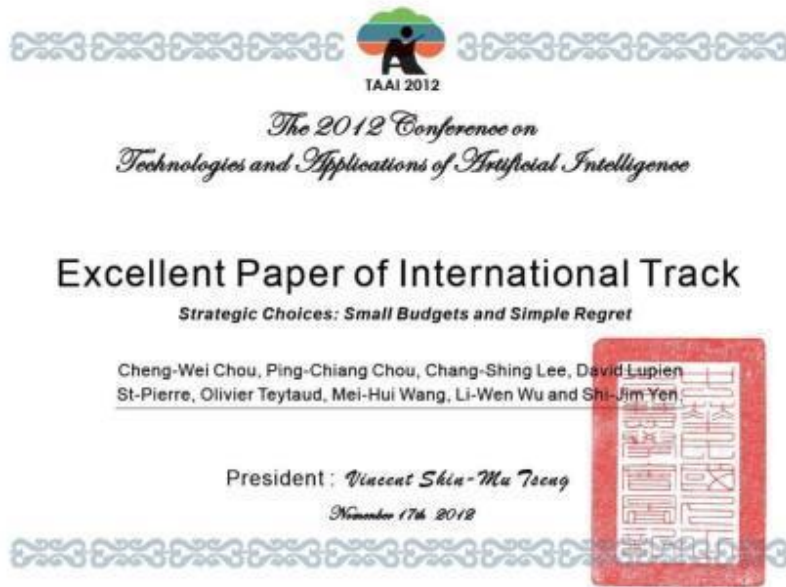 TAAI 2012
The 2012 Conference on
Technologies and Applications of Artificial Intelligence
Excellent Paper of International Track
Strategic Choices: Small Budgets and Simple Regret
Cheng-Wei Chou, Ping-Chiang Chou, Chang-Shing Lee, David Lupien
St-Pierre, Olivier Teytaud, Mei-Hui Wang, Li-Wen Wu and Shi-Jim Yen
President : Vincent Shin-Mu Tseng
November 17th 2012